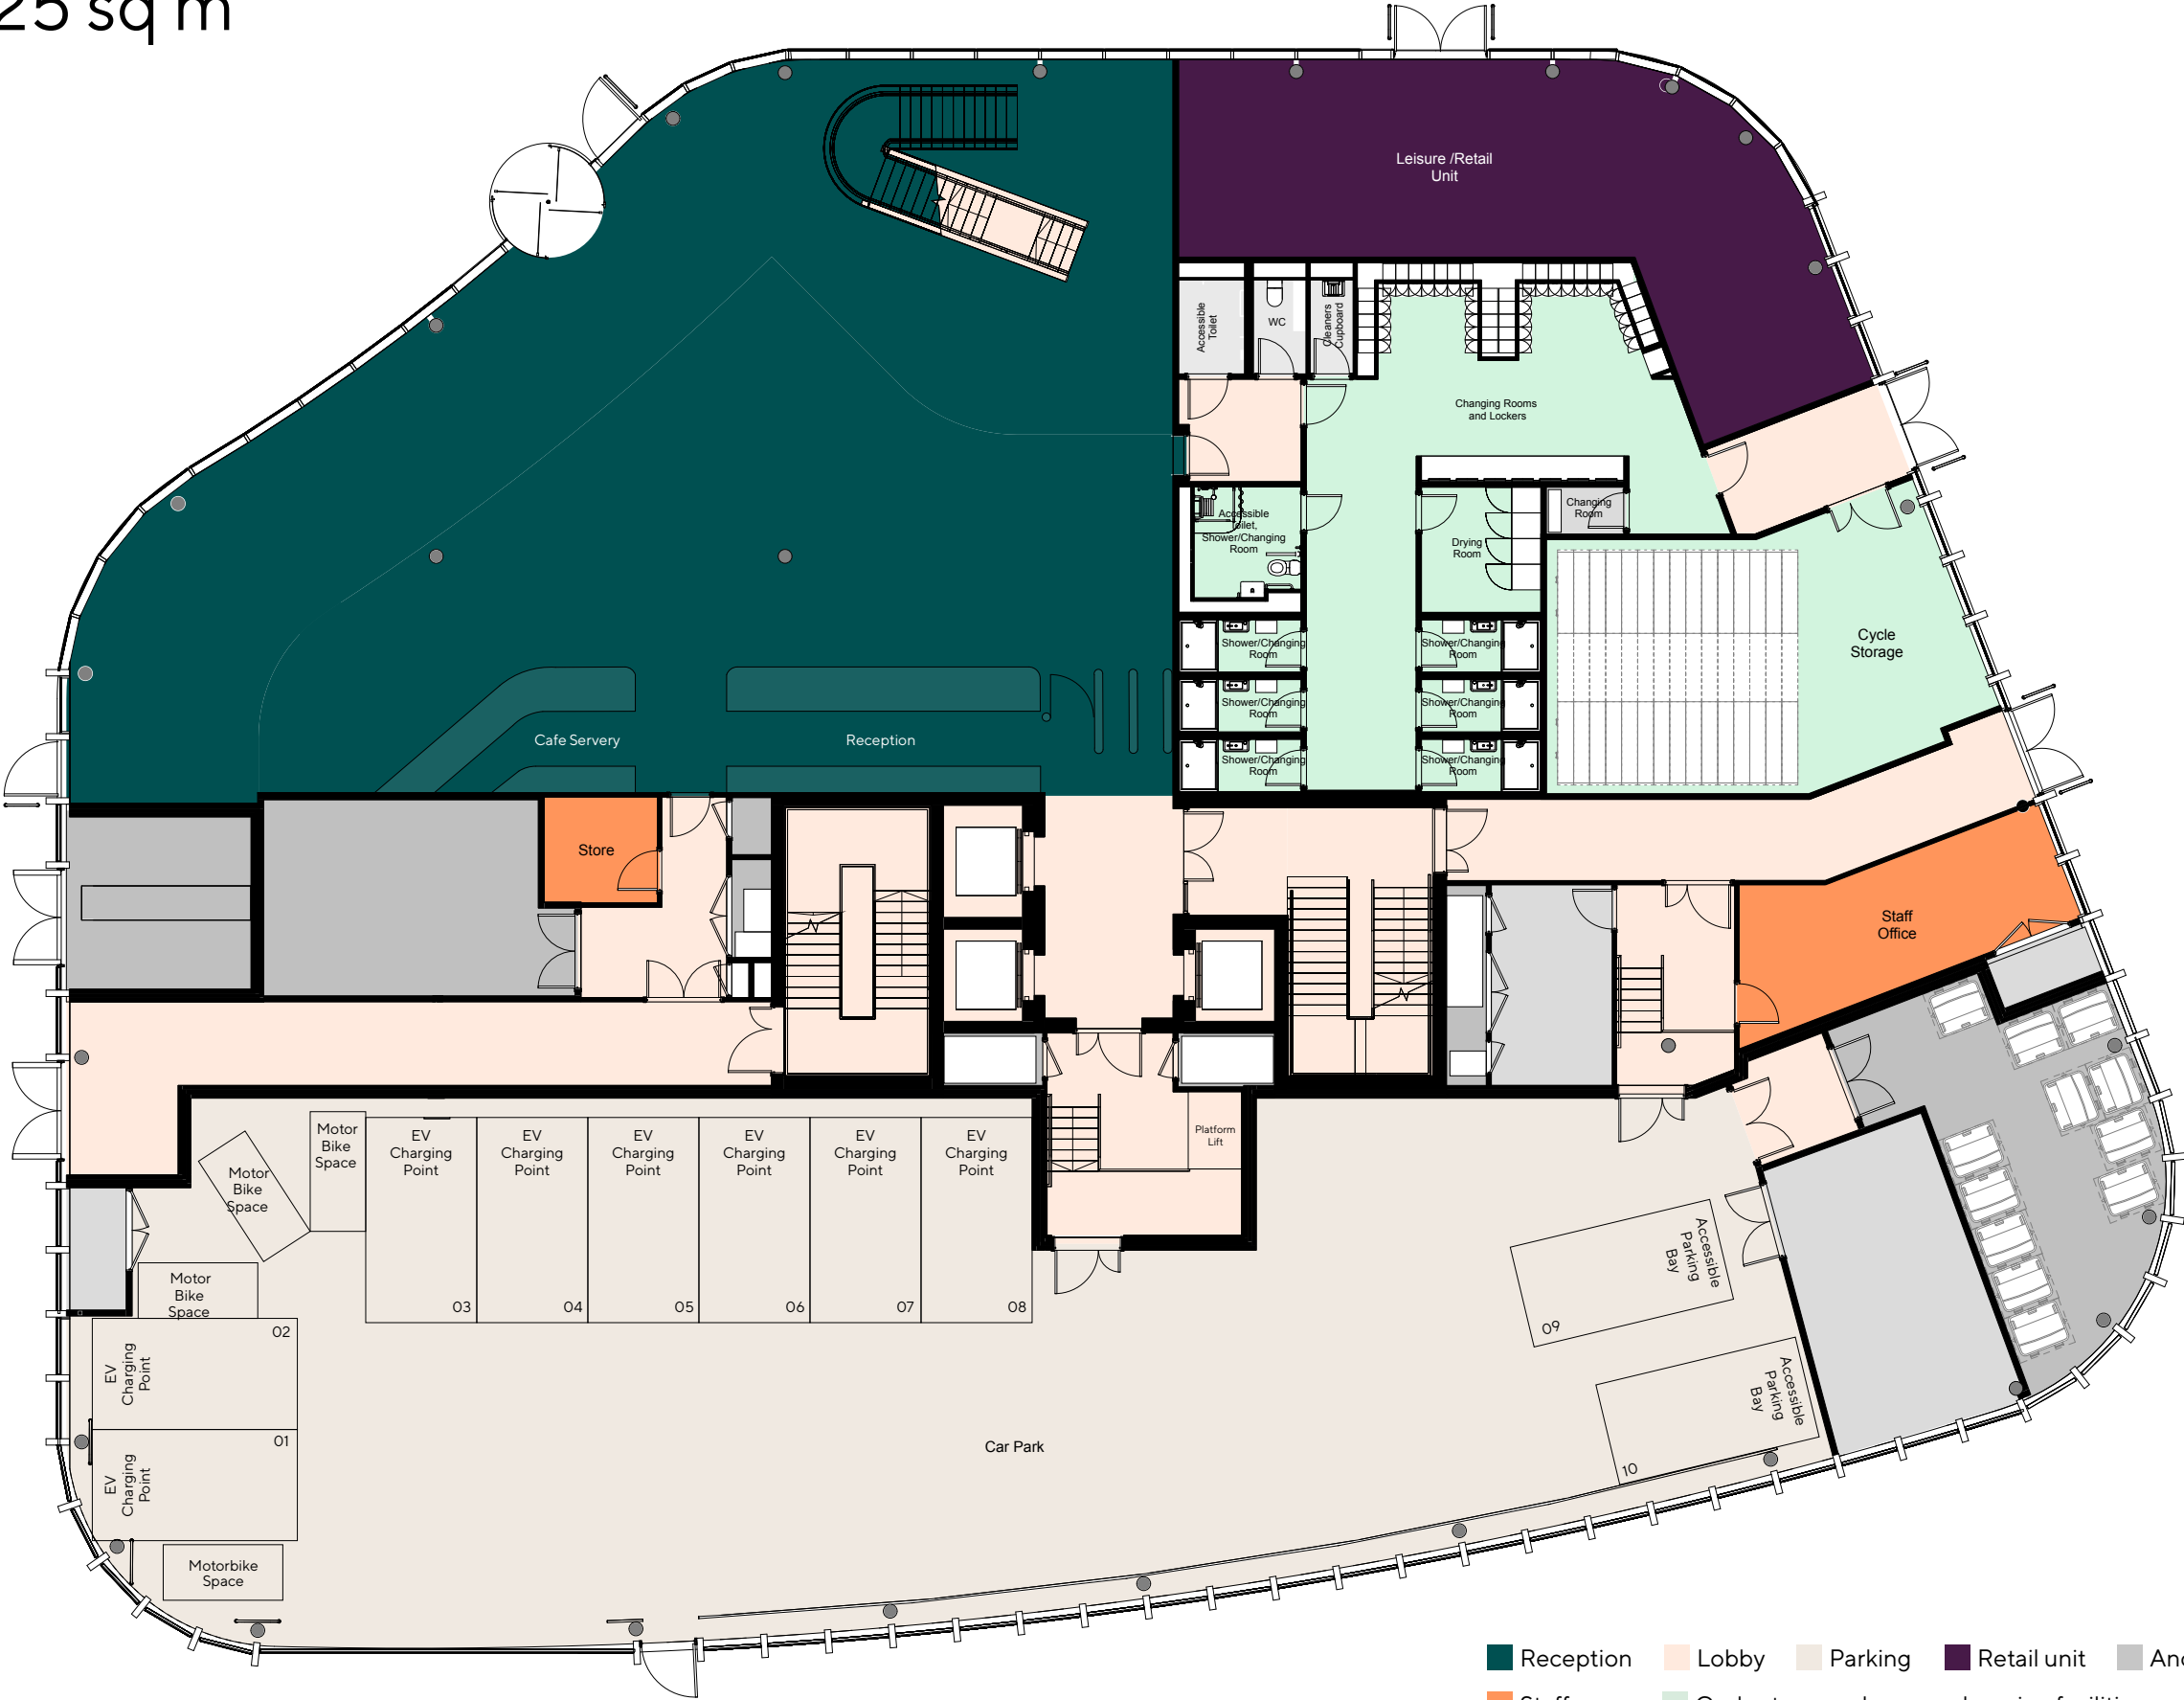 25 sq m
Leisure /Retail
Unit
Accessible
Toilet
WC
Cleaners
Cupboard
Changing Rooms
and Lockers
Accessible
Toilet,
Shower/Changing
Room
Drying
Room
Changing
Room
Cycle
Storage
Shower/Changing
Room
Shower/Changing
Room
Shower/Changing
Room
Shower/Changing
Room
Shower/Changing
Room
Shower/Changing
Room
Cafe Servery
Reception
Store
Staff
Office
Platform
Lift
Motor
Bike
Space
Motor
Bike
Space
Motor
Bike
Space
EV
Charging
Point
03
EV
Charging
Point
04
EV
Charging
Point
05
EV
Charging
Point
06
EV
Charging
Point
07
EV
Charging
Point
08
EV
Charging
Point
02
EV
Charging
Point
01
Motorbike
Space
Accessible
Parking
Bay
09
Accessible
Parking
Bay
10
Car Park
Reception
Lobby
Parking
Retail unit